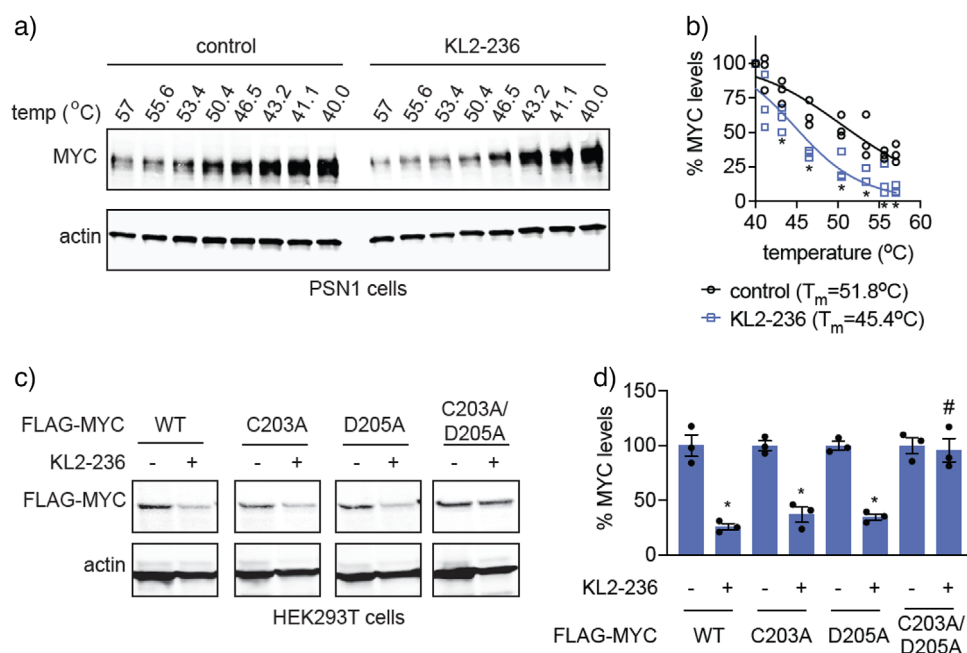 a)
control KL2-236
temp (°C) 57 55.6 53.4 50.4 46.5 43.2 41.1 40.0 57 55.6 53.4 50.4 46.5 43.2 41.1 40.0
MYC
actin
PSN1 cells
b)
% MYC levels
100
75
50
25
0
* * * * * *
40 45 50 55 60
temperature (°C)
control (Tm=51.8°C)
KL2-236 (Tm=45.4°C)
c)
FLAG-MYC WT C203A D205A C203A/
D205A
KL2-236 - + - + - + - +
FLAG-MYC
actin
HEK293T cells
d)
% MYC levels
150
100
50
0
* * * #
KL2-236 - + - + - + - +
FLAG-MYC WT C203A D205A C203A/
D205A